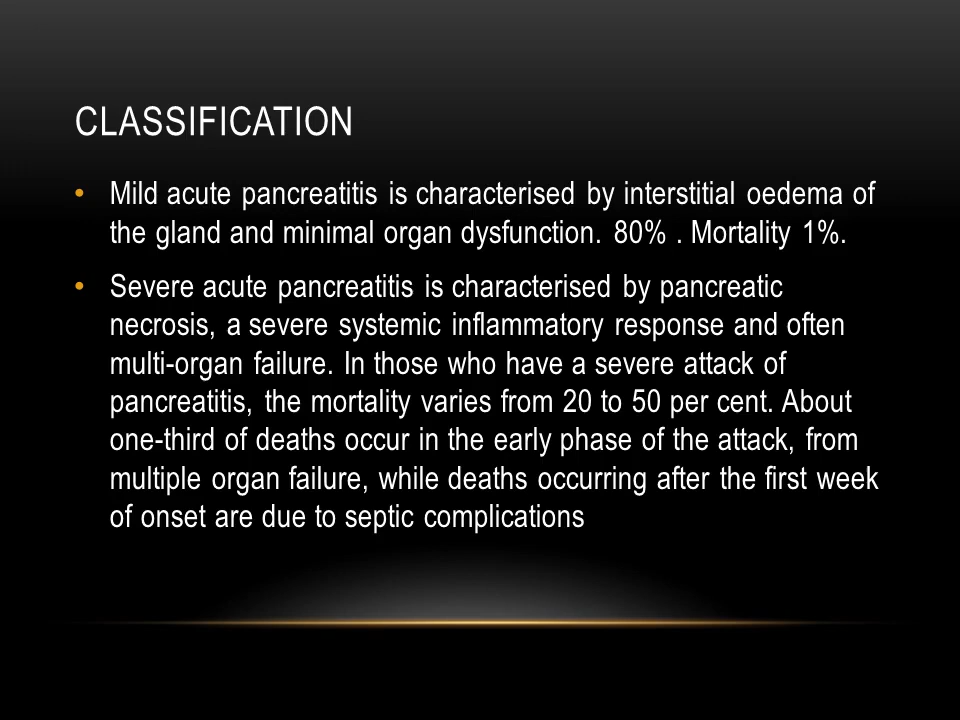 CLASSIFICATION
• Mild acute pancreatitis is characterised by interstitial oedema of
the gland and minimal organ dysfunction. 80% . Mortality 1%.
• Severe acute pancreatitis is characterised by pancreatic
necrosis, a severe systemic inflammatory response and often
multi-organ failure. In those who have a severe attack of
pancreatitis, the mortality varies from 20 to 50 per cent. About
one-third of deaths occur in the early phase of the attack, from
multiple organ failure, while deaths occurring after the first week
of onset are due to septic complications